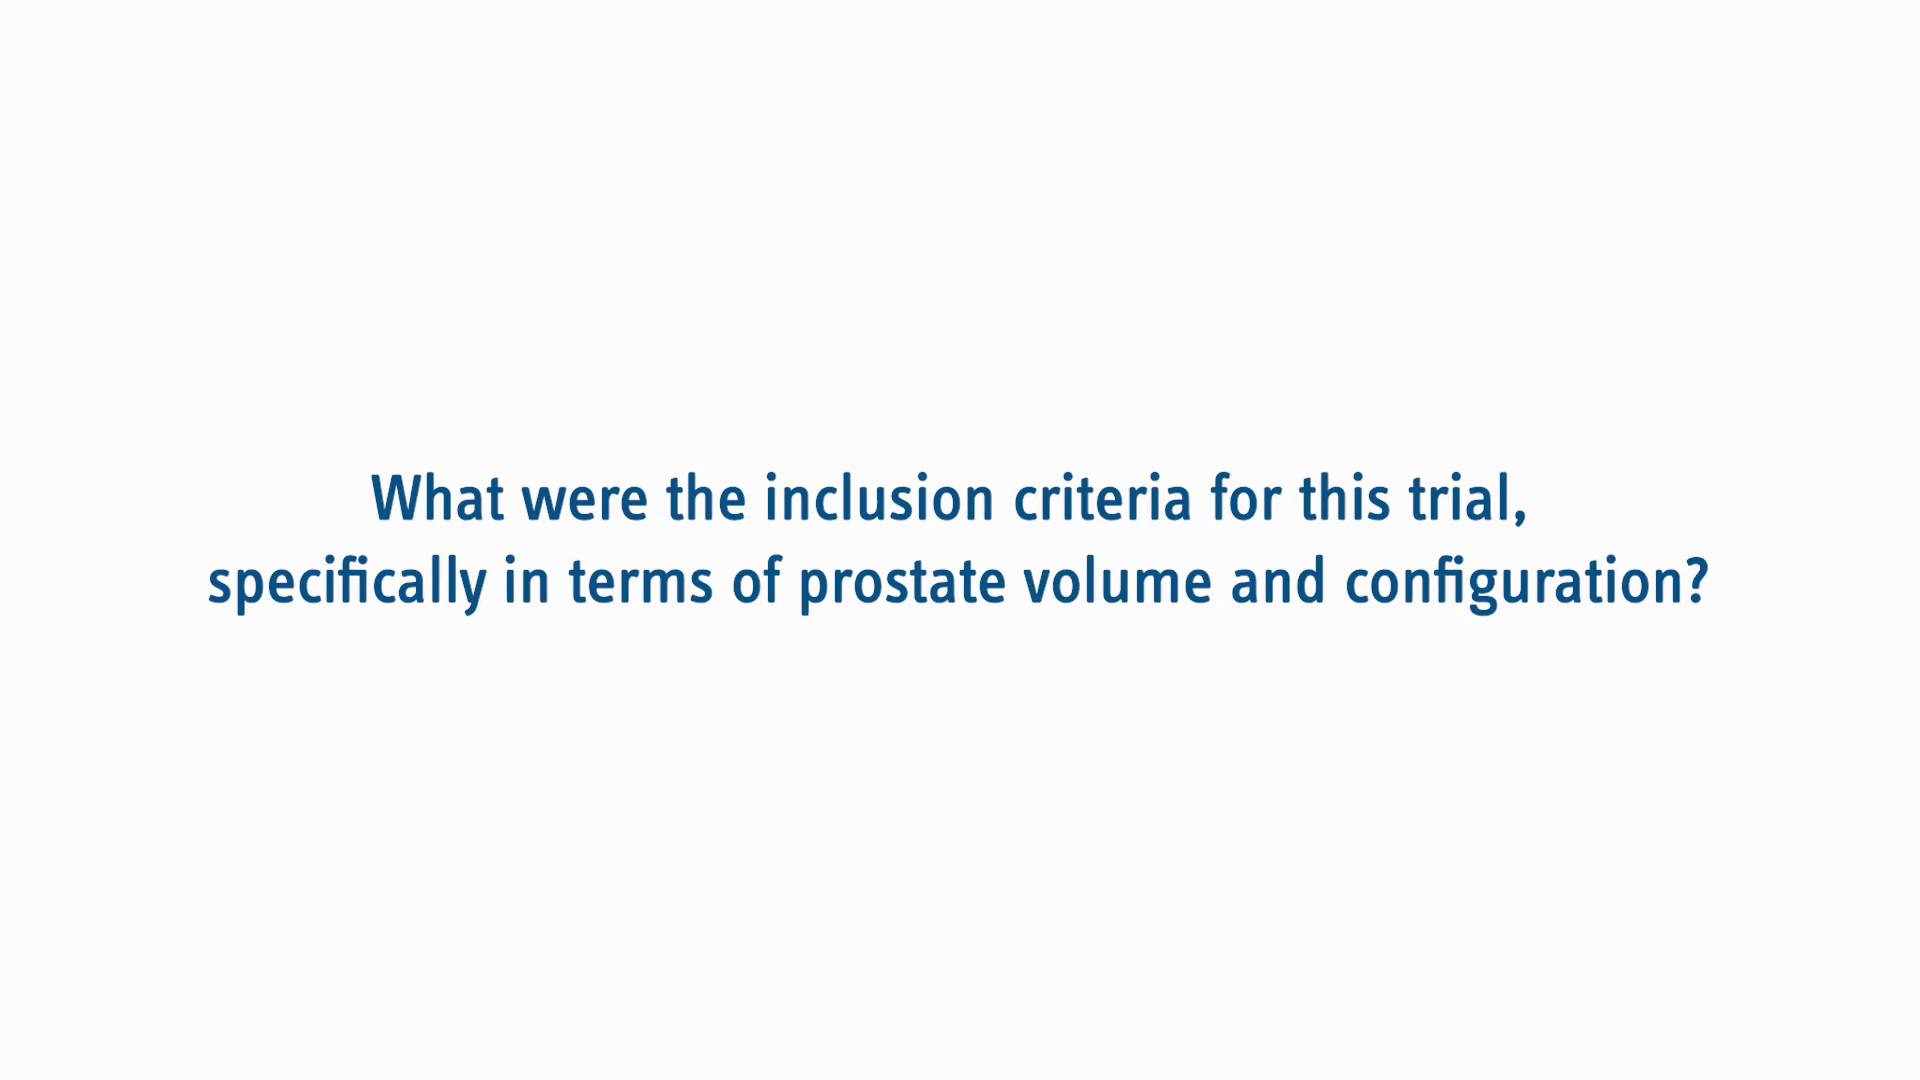 What were the inclusion criteria for this trial,
specifically in terms of prostate volume and configuration?